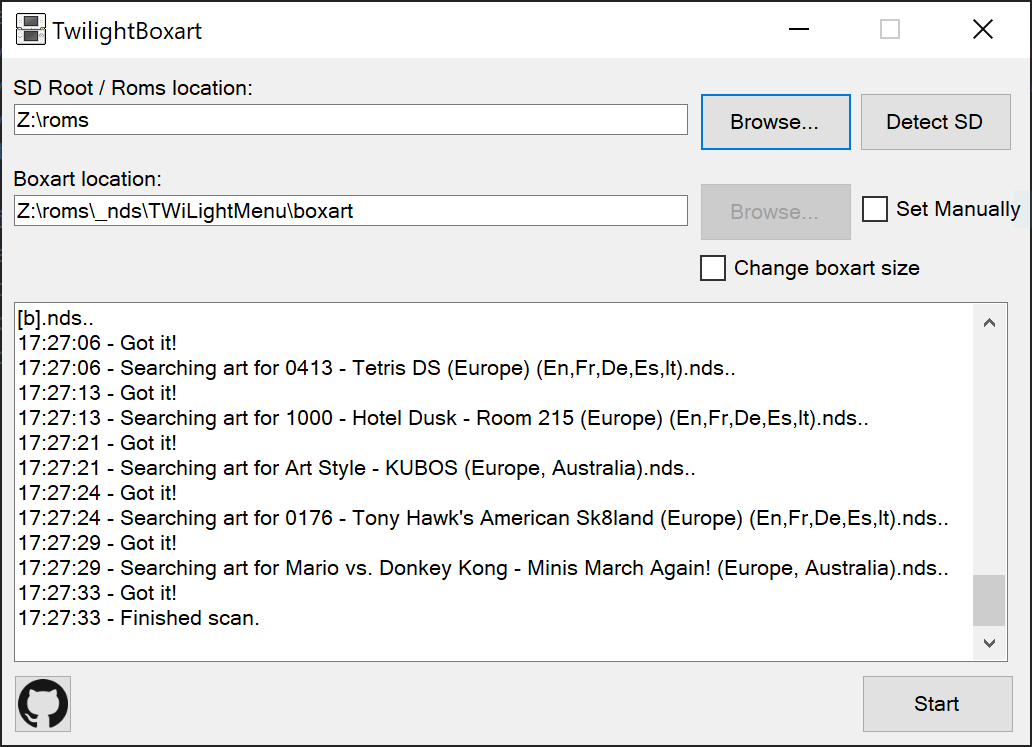 TwilightBoxart
SD Root / Roms location:
Z:\roms
Browse...
Detect SD
Boxart location:
Z:\roms\_nds\TWiLightMenu\boxart
Browse...
Set Manually
Change boxart size
[b].nds..
17:27:06 - Got it!
17:27:06 - Searching art for 0413 - Tetris DS (Europe) (En,Fr,De,Es,It).nds..
17:27:13 - Got it!
17:27:13 - Searching art for 1000 - Hotel Dusk - Room 215 (Europe) (En,Fr,De,Es,It).nds..
17:27:21 - Got it!
17:27:21 - Searching art for Art Style - KUBOS (Europe, Australia).nds..
17:27:24 - Got it!
17:27:24 - Searching art for 0176 - Tony Hawk's American Sk8land (Europe) (En,Fr,De,Es,It).nds..
17:27:29 - Got it!
17:27:29 - Searching art for Mario vs. Donkey Kong - Minis March Again! (Europe, Australia).nds..
17:27:33 - Got it!
17:27:33 - Finished scan.
Start